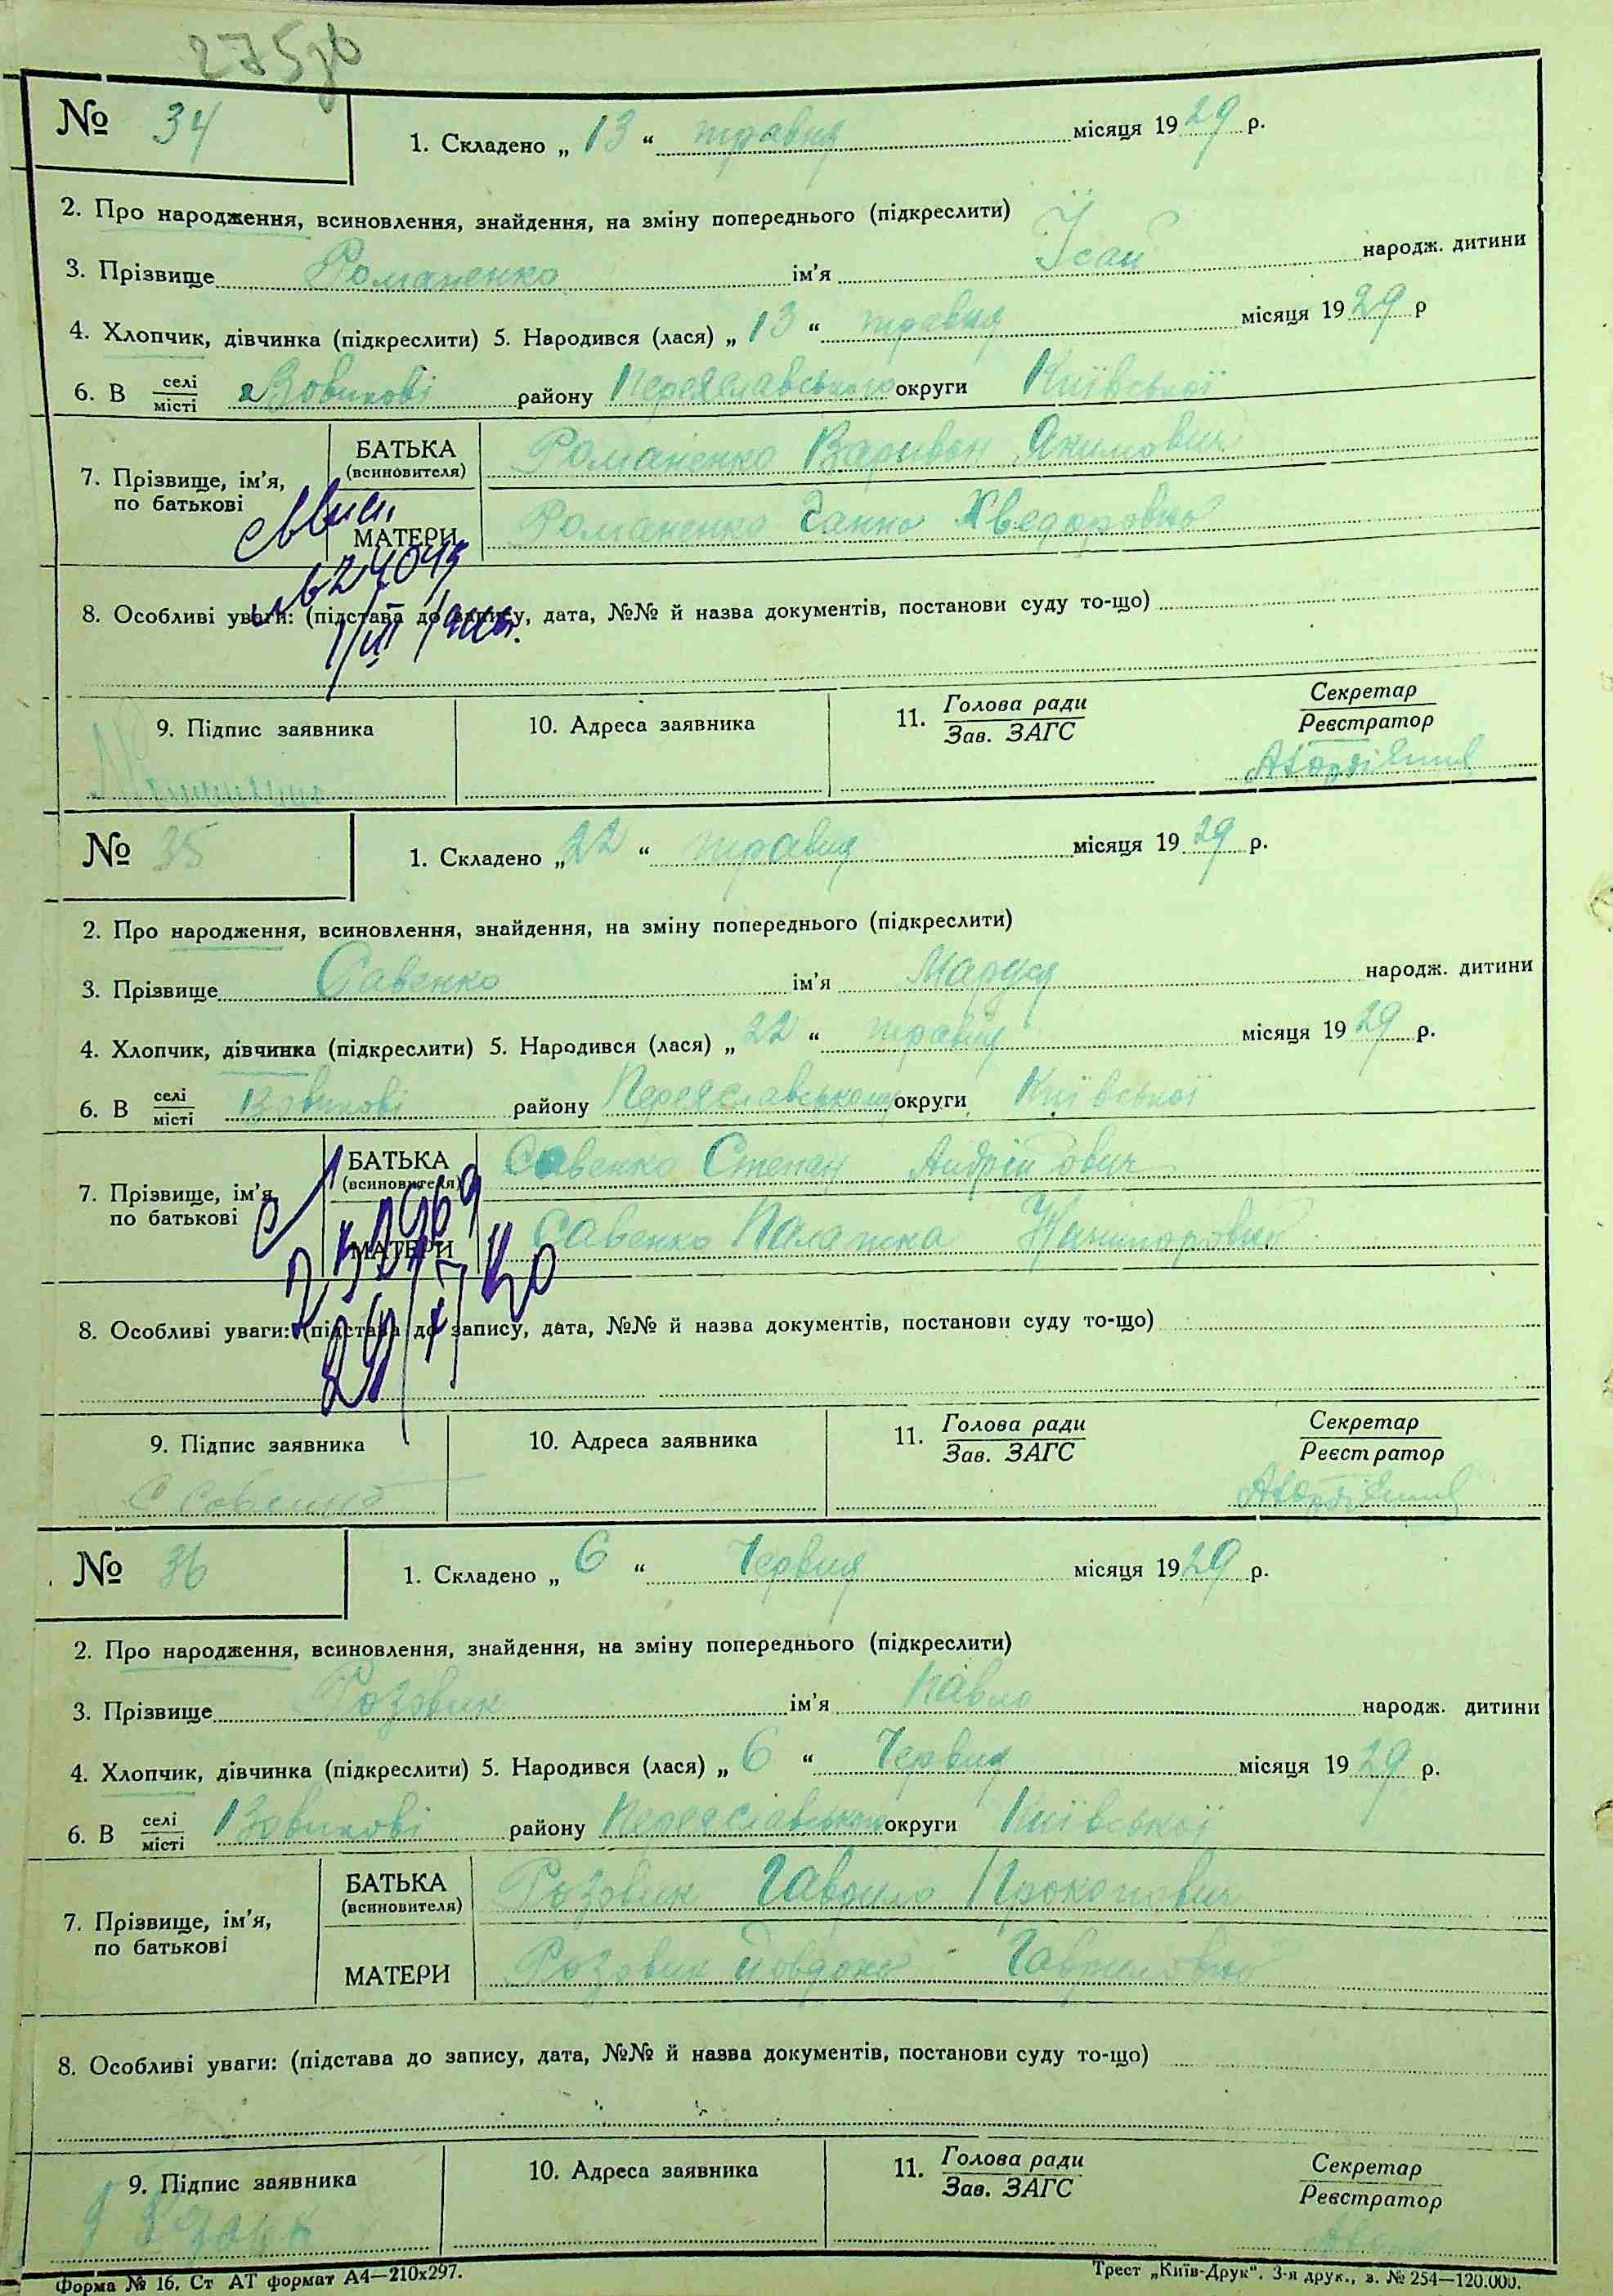 275зв
№ 34
1. Складено „ 13 “ травня місяця 1929 р.
2. Про народження, всиновлення, знайдення, на зміну попереднього (підкреслити)
3. Прізвище Романенко ім’я Ісай народж. дитини
4. Хлопчик, дівчинка (підкреслити) 5. Народився (лася) „ 13 “ травня місяця 1929 р
6. В селі/місті Вовчкові району Переяславського округи Київської
7. Прізвище, ім’я, по батькові
БАТЬКА (всиновителя) Романенко Варивон Якимович
МАТЕРИ Романенко Ганна Хведоровна
8. Особливі уваги: (підстава до запису, дата, №№ й назва документів, постанови суду то-що)
9. Підпис заявника 10. Адреса заявника 11. Голова ради/Зав. ЗАГС Секретар/Реєстратор
№ 35
1. Складено „ 22 “ травня місяця 1929 р.
2. Про народження, всиновлення, знайдення, на зміну попереднього (підкреслити)
3. Прізвище Савенко ім’я Маруся народж. дитини
4. Хлопчик, дівчинка (підкреслити) 5. Народився (лася) „ 22 “ травня місяця 1929 р.
6. В селі/місті Вовчкові району Переяславського округи Київської
7. Прізвище, ім’я, по батькові
БАТЬКА (всиновителя) Савенко Степан Андрійович
МАТЕРИ Савенко Палажка
8. Особливі уваги: (підстава до запису, дата, №№ й назва документів, постанови суду то-що)
9. Підпис заявника 10. Адреса заявника 11. Голова ради/Зав. ЗАГС Секретар/Реєстратор
№ 36
1. Складено „ 6 “ Червня місяця 1929 р.
2. Про народження, всиновлення, знайдення, на зміну попереднього (підкреслити)
3. Прізвище Розовик ім’я Павло народж. дитини
4. Хлопчик, дівчинка (підкреслити) 5. Народився (лася) „ 6 “ Червня місяця 1929 р.
6. В селі/місті Вовчкові району Переяславського округи Київської
7. Прізвище, ім’я, по батькові
БАТЬКА (всиновителя) Розовик Гаврило Прокопович
МАТЕРИ Розовик Йовдоха Гавриловна
8. Особливі уваги: (підстава до запису, дата, №№ й назва документів, постанови суду то-що)
9. Підпис заявника 10. Адреса заявника 11. Голова ради/Зав. ЗАГС Секретар/Реєстратор
Форма № 16. Ст АТ формат А4—210х297. Трест „Київ-Друк“. 3-я друк., з. № 254—120.000.